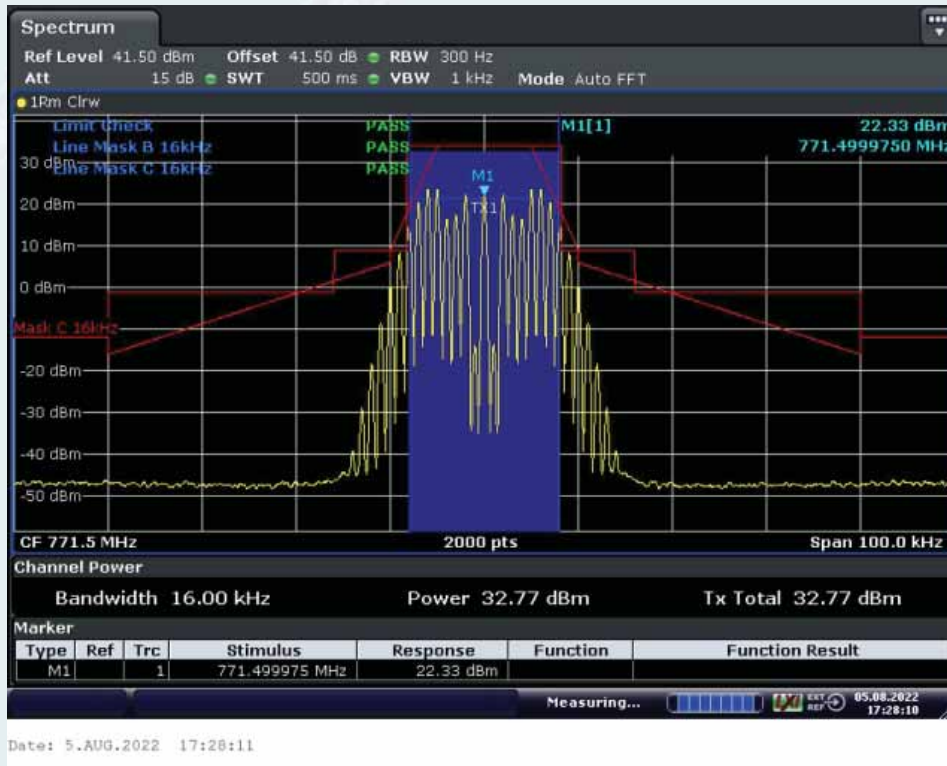 Spectrum
Ref Level 41.50 dBm Offset 41.50 dB RBW 300 Hz
Att 15 dB SWT 500 ms VBW 1 kHz Mode Auto FFT
1Rm Clrw
Limit Check PASS M1[1] 22.33 dBm
Line Mask B 16kHz PASS 771.4999750 MHz
30 dBm
Line Mask C 16kHz PASS
M1
20 dBm
TX1
10 dBm
0 dBm
Mask C 16kHz
-20 dBm
-30 dBm
-40 dBm
-50 dBm
CF 771.5 MHz 2000 pts Span 100.0 kHz
Channel Power
Bandwidth 16.00 kHz Power 32.77 dBm Tx Total 32.77 dBm
Marker
Type Ref Trc Stimulus Response Function Function Result
M1 1 771.499975 MHz 22.33 dBm
Measuring... EXT REF 05.08.2022
17:28:10
Date: 5.AUG.2022 17:28:11